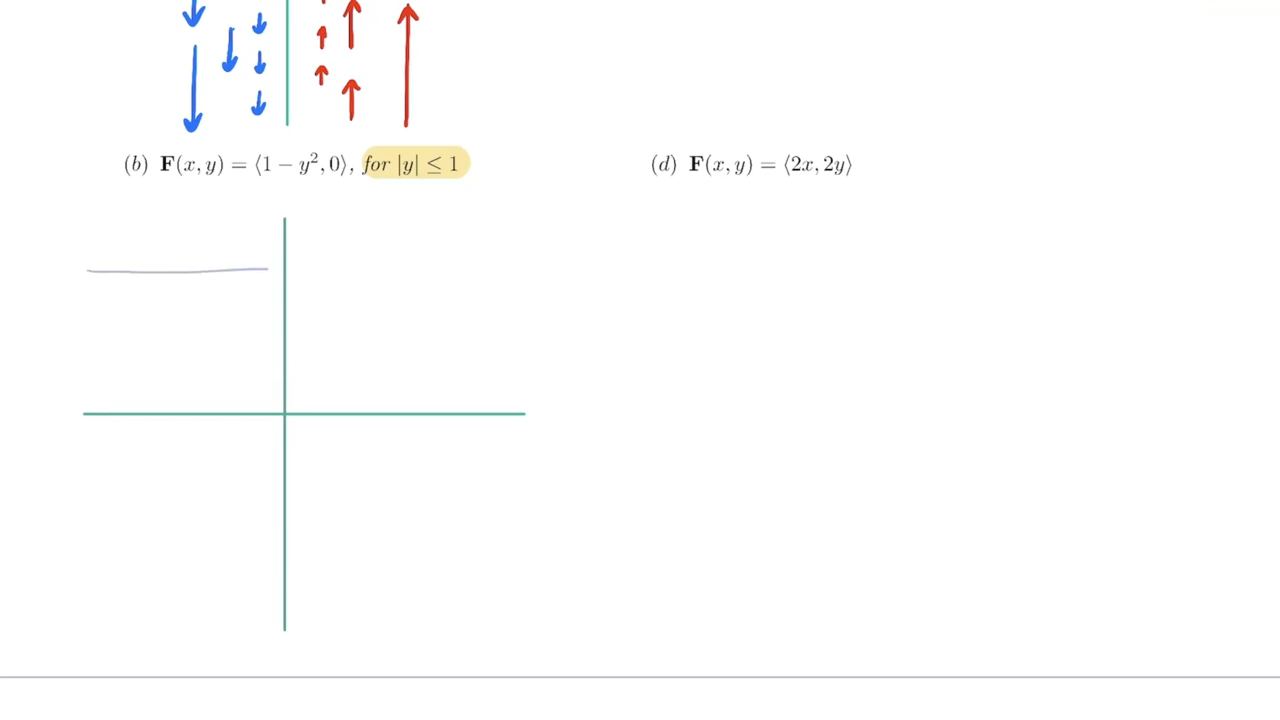 (b) F(x, y) = ⟨1 − y², 0⟩, for |y| ≤ 1
(d) F(x, y) = ⟨2x, 2y⟩